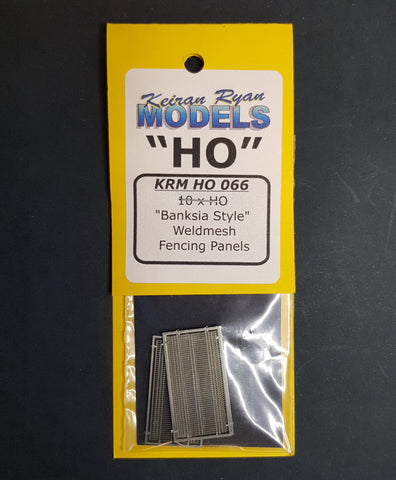 Keiran Ryan
MODELS
"HO"
KRM HO 066
10 x HO
"Banksia Style"
Weldmesh
Fencing Panels